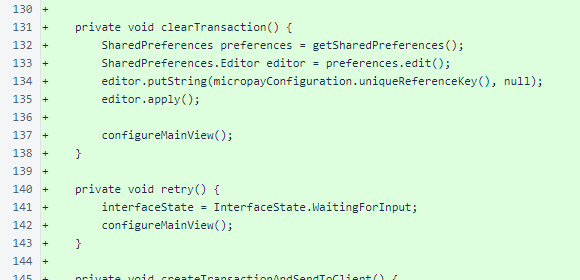 130 +
131 +     private void clearTransaction() {
132 +         SharedPreferences preferences = getSharedPreferences();
133 +         SharedPreferences.Editor editor = preferences.edit();
134 +         editor.putString(micropayConfiguration.uniqueReferenceKey(), null);
135 +         editor.apply();
136 +
137 +         configureMainView();
138 +     }
139 +
140 +     private void retry() {
141 +         interfaceState = InterfaceState.WaitingForInput;
142 +         configureMainView();
143 +     }
144 +
145 +     private void createTransactionAndSendToClient() {